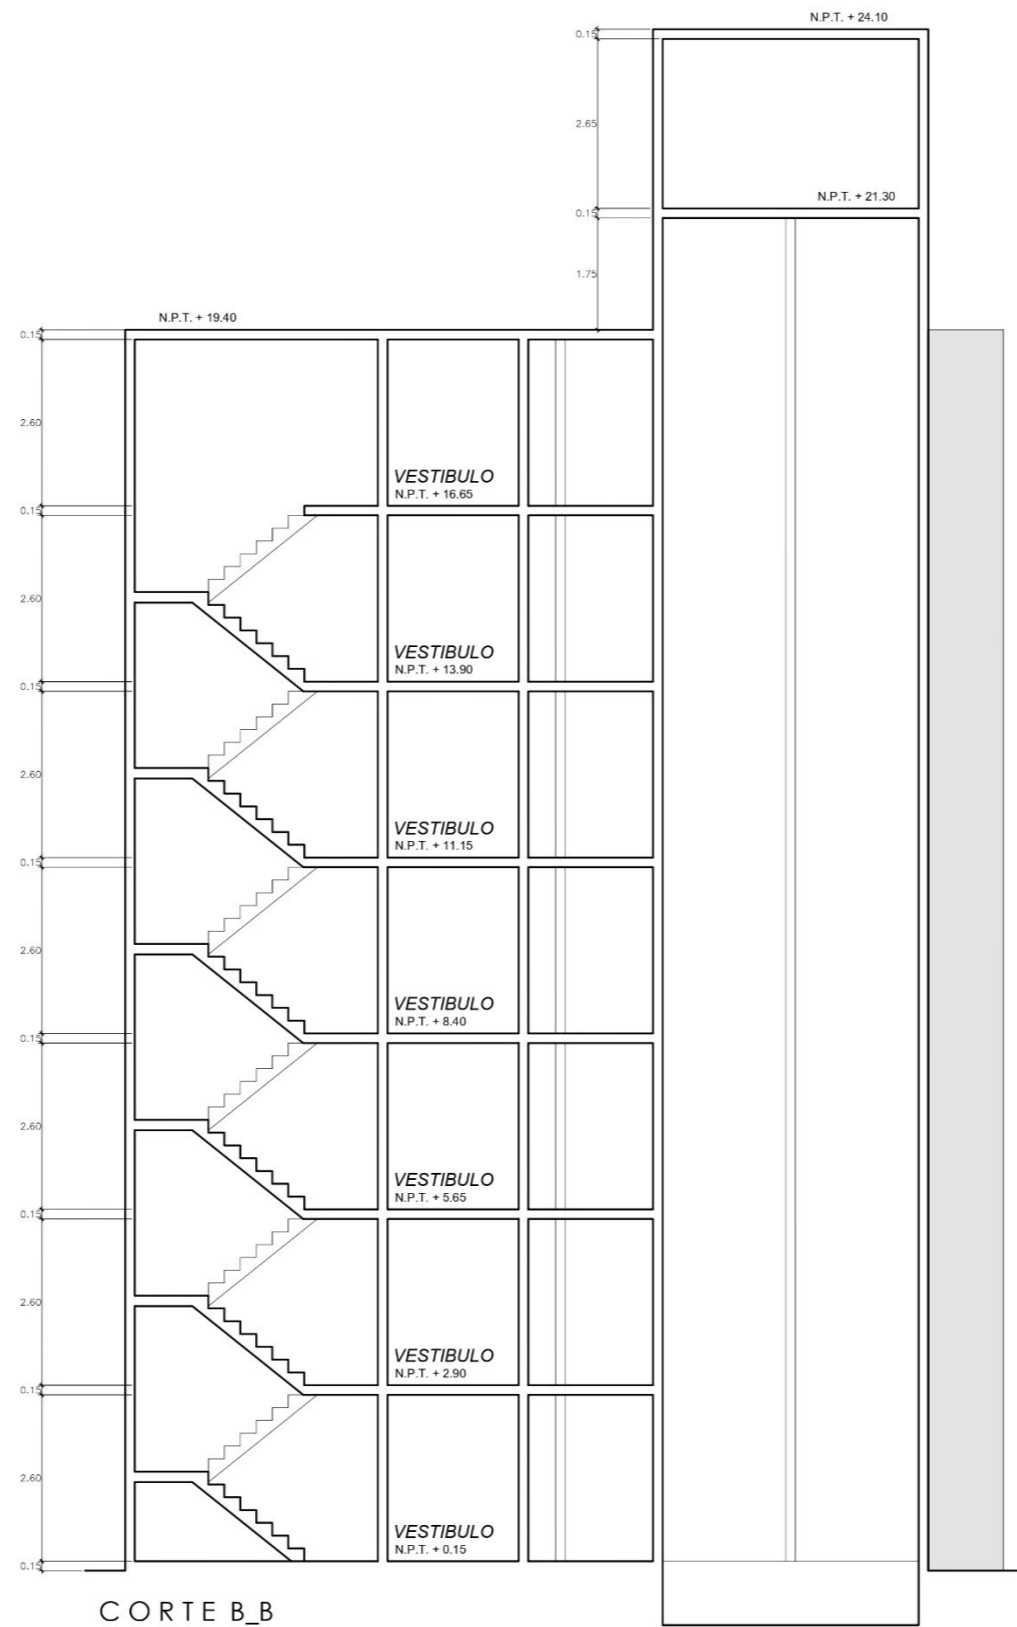 N.P.T. + 24.10
0.15
2.65
N.P.T. + 21.30
0.15
1.75
N.P.T. + 19.40
0.15
2.60
VESTIBULO
N.P.T. + 16.65
0.15
2.60
VESTIBULO
N.P.T. + 13.90
0.15
2.60
VESTIBULO
N.P.T. + 11.15
0.15
2.60
VESTIBULO
N.P.T. + 8.40
0.15
2.60
VESTIBULO
N.P.T. + 5.65
0.15
2.60
VESTIBULO
N.P.T. + 2.90
0.15
2.60
VESTIBULO
N.P.T. + 0.15
0.15
CORTE B_B